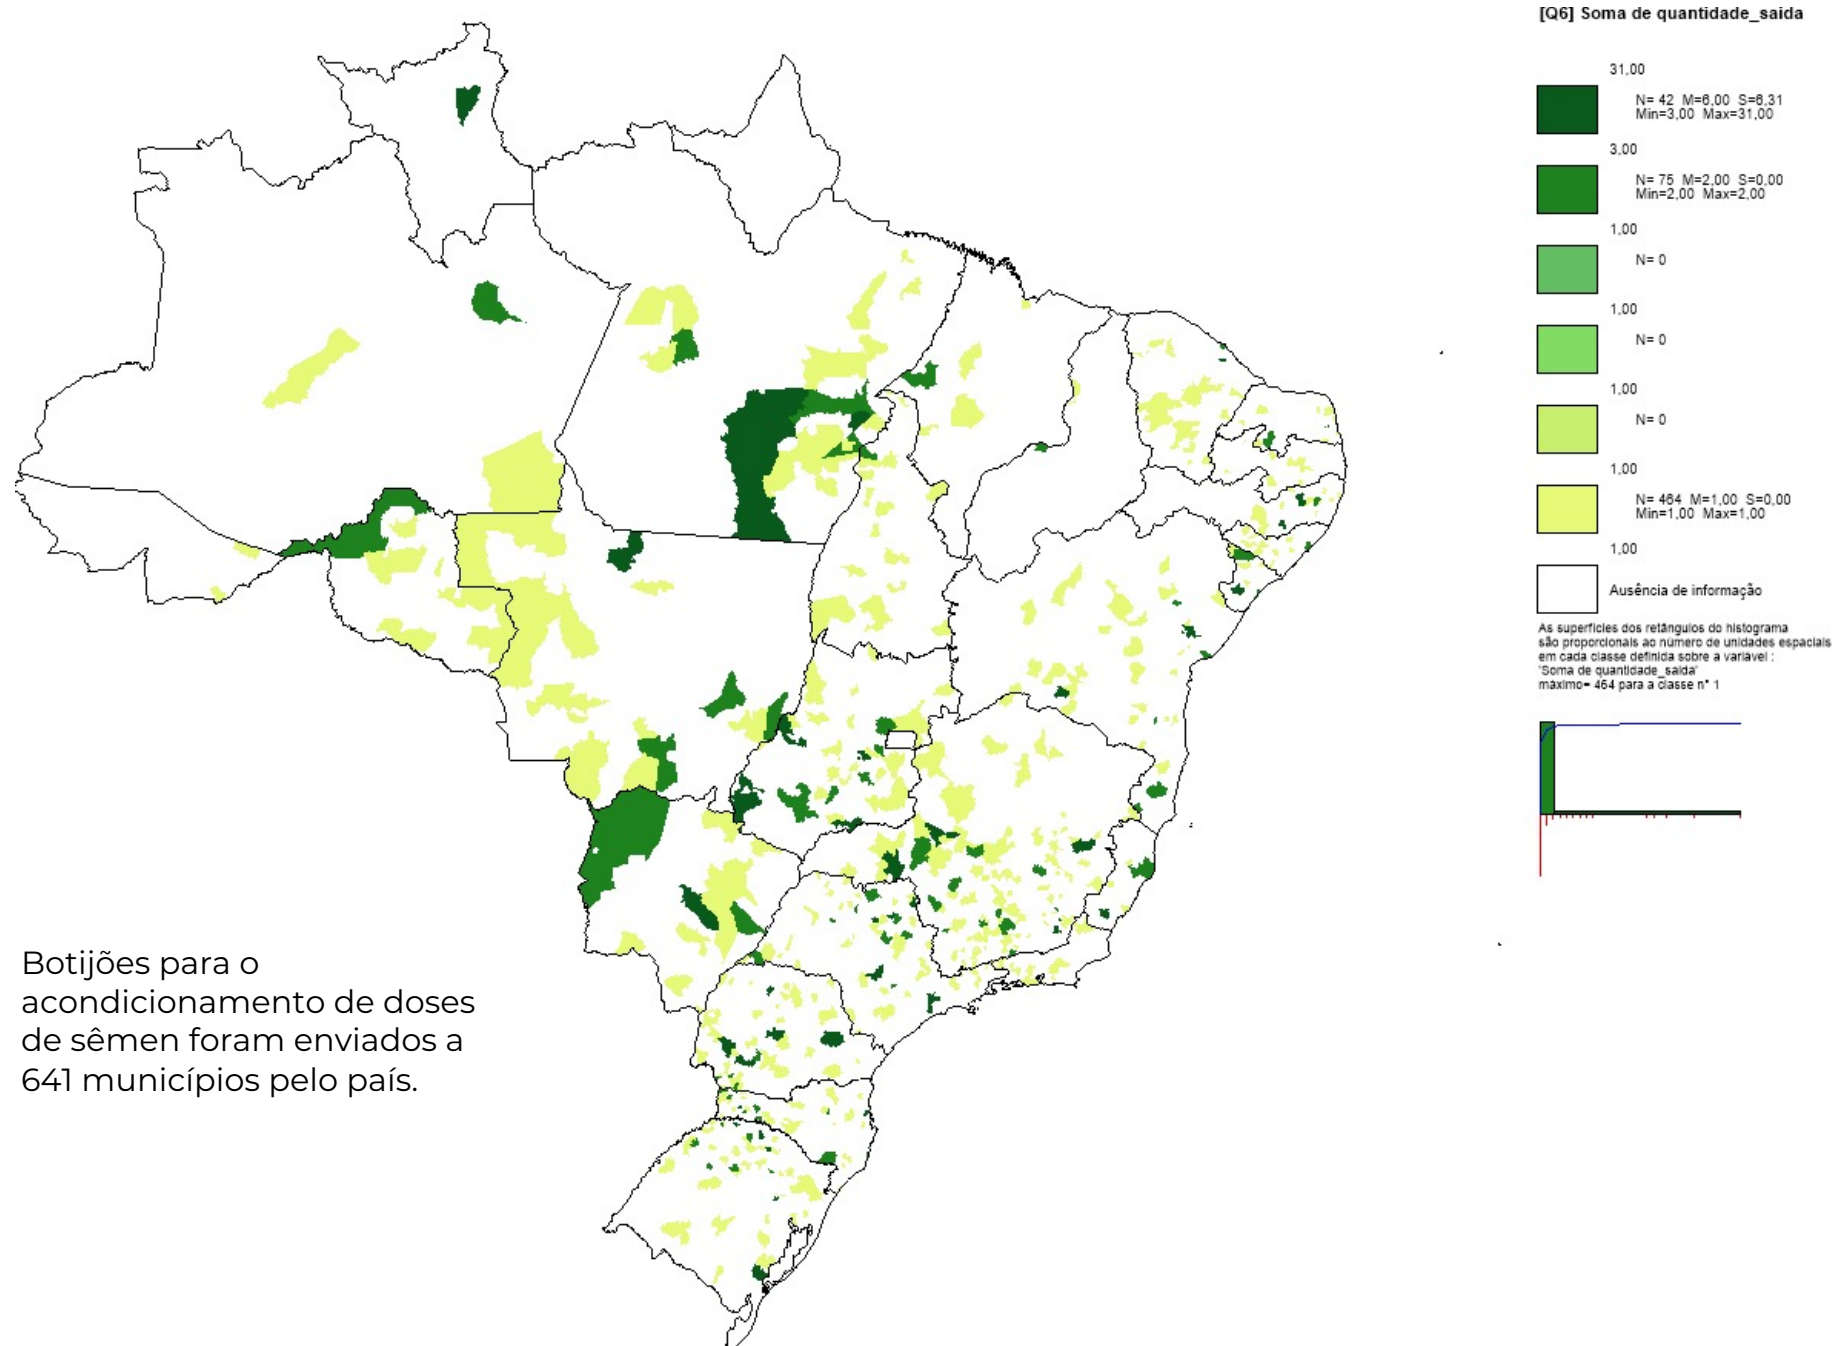 [Q6] Soma de quantidade_saida
31,00
N= 42 M=6,00 S=6,31
Min=3,00 Max=31,00
3,00
N= 75 M=2,00 S=0,00
Min=2,00 Max=2,00
1,00
N= 0
1,00
N= 0
1,00
N= 0
1,00
N= 464 M=1,00 S=0,00
Min=1,00 Max=1,00
1,00
Ausência de informação
As superfícies dos retângulos do histograma
são proporcionais ao número de unidades espaciais
em cada classe definida sobre a variável :
'Soma de quantidade_saida'
máximo= 464 para a classe n° 1
Botijões para o
acondicionamento de doses
de sêmen foram enviados a
641 municípios pelo país.